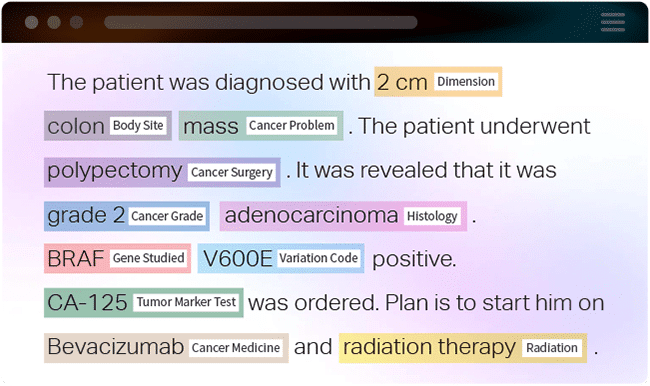 The patient was diagnosed with 2 cm Dimension
colon Body Site mass Cancer Problem . The patient underwent
polypectomy Cancer Surgery . It was revealed that it was
grade 2 Cancer Grade adenocarcinoma Histology .
BRAF Gene Studied V600E Variation Code positive.
CA-125 Tumor Marker Test was ordered. Plan is to start him on
Bevacizumab Cancer Medicine and radiation therapy Radiation .